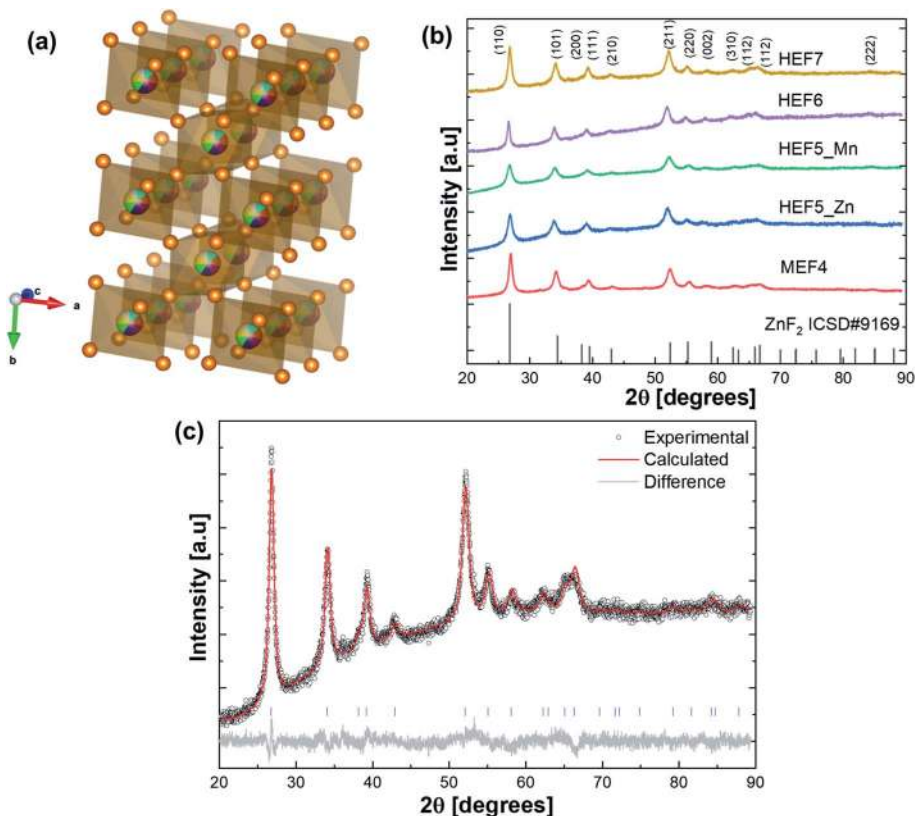 (a)
c
a
b
(b)
(110)
(101)
(200)
(111)
(210)
(211)
(220)
(002)
(310)
(112)
(112)
(222)
HEF7
HEF6
HEF5_Mn
HEF5_Zn
MEF4
ZnF₂ ICSD#9169
Intensity [a.u]
20 30 40 50 60 70 80 90
2θ [degrees]
(c)
Experimental
Calculated
Difference
Intensity [a.u]
20 30 40 50 60 70 80 90
2θ [degrees]